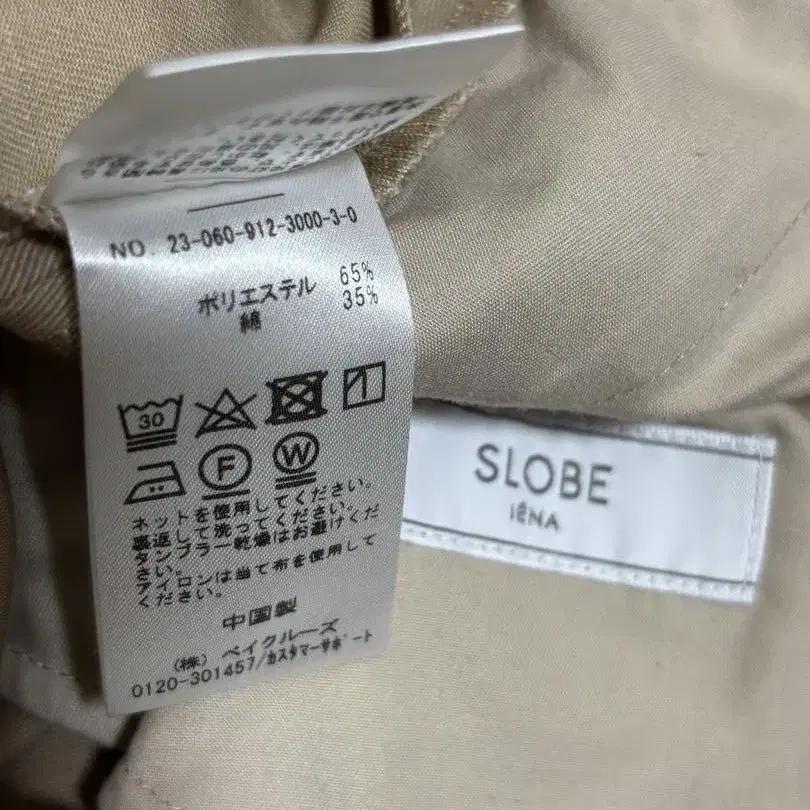 NO. 23-060-912-3000-3-0
ポリエステル 65%
綿 35%
30
F W
ネットを使用してください。
裏返して洗ってください。
タンブラー乾燥はお避けくだ
さい。
アイロンは当て布を使用して
ください。
中国製
(株) ベイクルーズ
0120-301457/カスタマーサポート
SLOBE
IÉNA